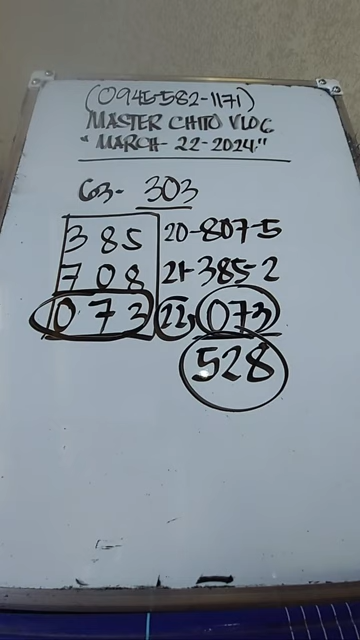 (0945-582-1171)
MASTER CHITO VLOG
"MARCH-22-2024"
G3- 303
385 20-807-5
708 21-385-2
073 22, 073
528